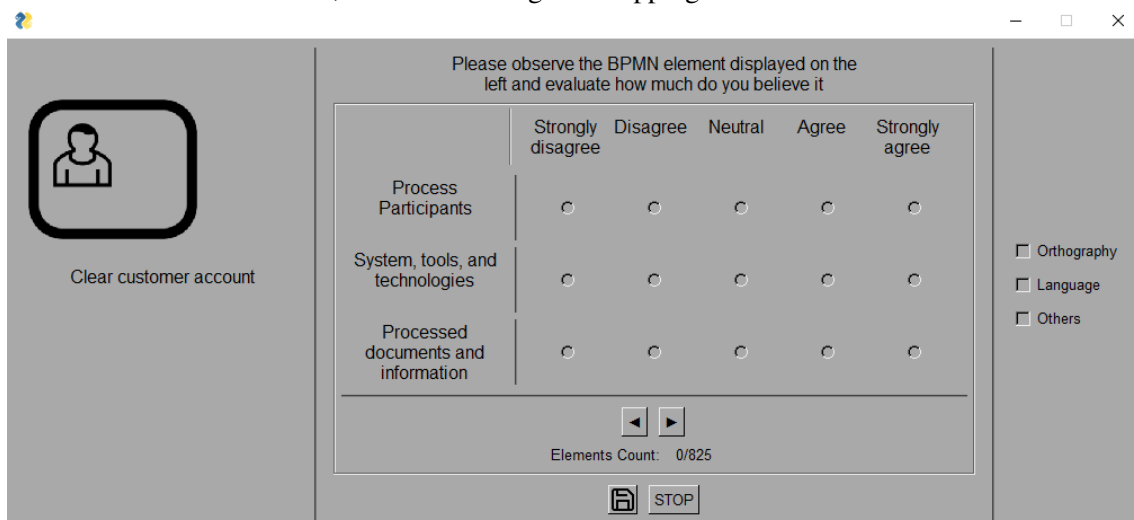 Please observe the BPMN element displayed on the
left and evaluate how much do you believe it
Strongly disagree
Disagree
Neutral
Agree
Strongly agree
Process
Participants
System, tools, and
technologies
Processed
documents and
information
Clear customer account
Elements Count: 0/825
STOP
Orthography
Language
Others